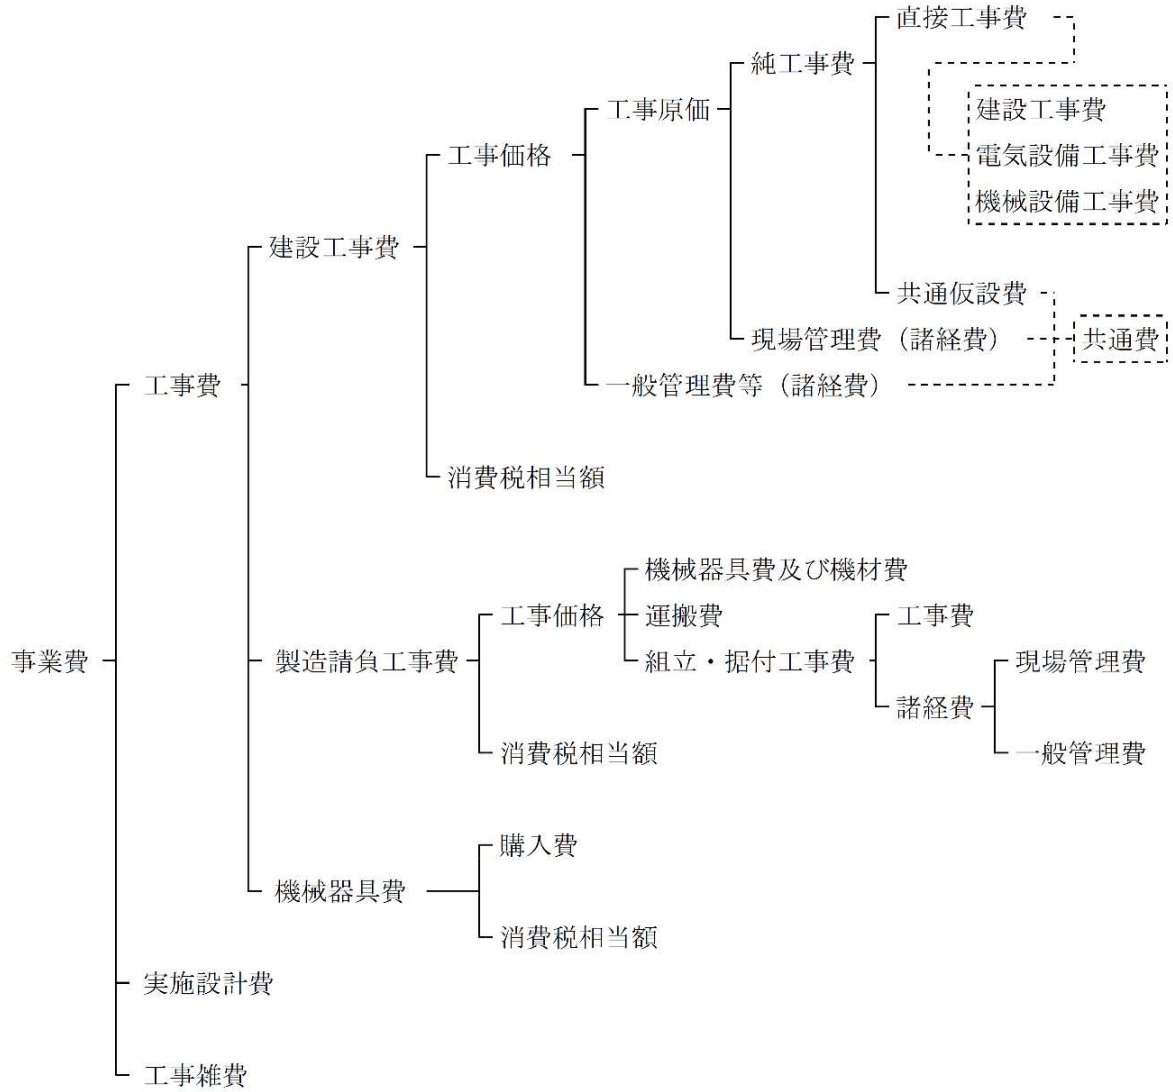 直接工事費
純工事費
工事原価
建設工事費
工事価格
電気設備工事費
機械設備工事費
建設工事費
共通仮設費
現場管理費（諸経費）
共通費
工事費
一般管理費等（諸経費）
消費税相当額
機械器具費及び機材費
工事価格
運搬費
工事費
事業費
製造請負工事費
組立・据付工事費
現場管理費
諸経費
消費税相当額
一般管理費
購入費
機械器具費
消費税相当額
実施設計費
工事雑費